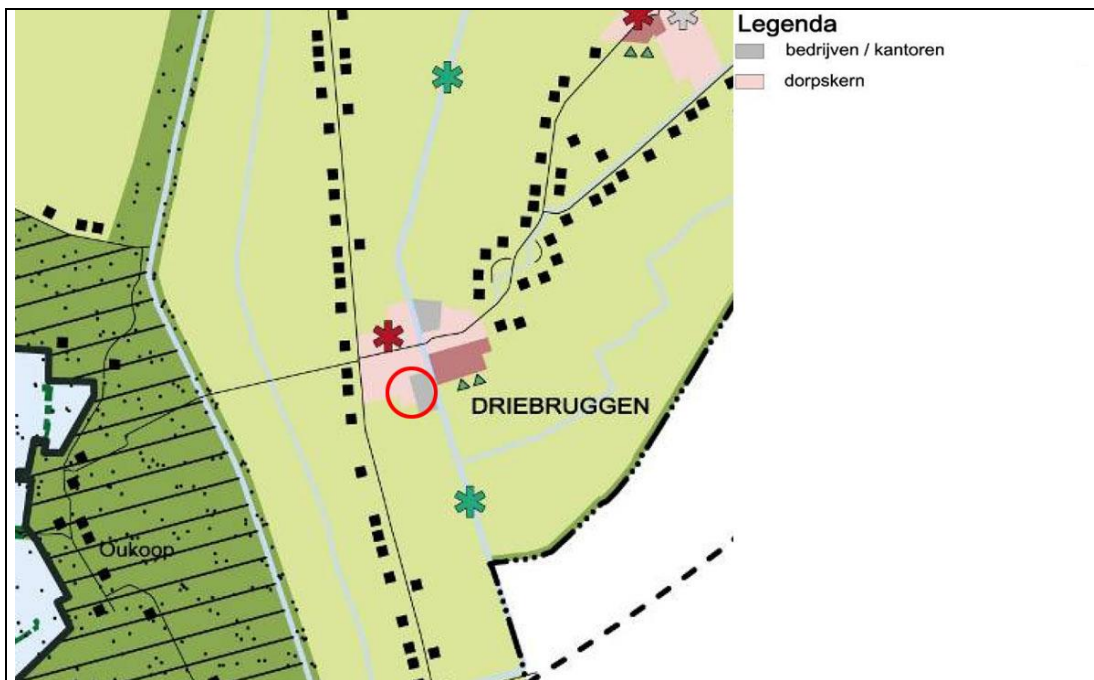 Legenda
bedrijven / kantoren
dorpskern
DRIEBRUGGEN
Oukoop